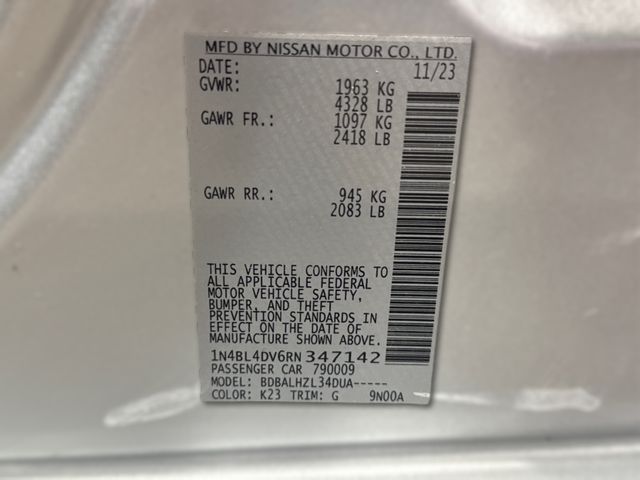 MFD BY NISSAN MOTOR CO., LTD.
DATE: 11/23
GVWR: 1963 KG
4328 LB
GAWR FR.: 1097 KG
2418 LB
GAWR RR.: 945 KG
2083 LB
THIS VEHICLE CONFORMS TO
ALL APPLICABLE FEDERAL
MOTOR VEHICLE SAFETY,
BUMPER, AND THEFT
PREVENTION STANDARDS IN
EFFECT ON THE DATE OF
MANUFACTURE SHOWN ABOVE.
1N4BL4DV6RN347142
PASSENGER CAR 790009
MODEL: BDBALHZL34DUA-----
COLOR: K23 TRIM: G 9N00A